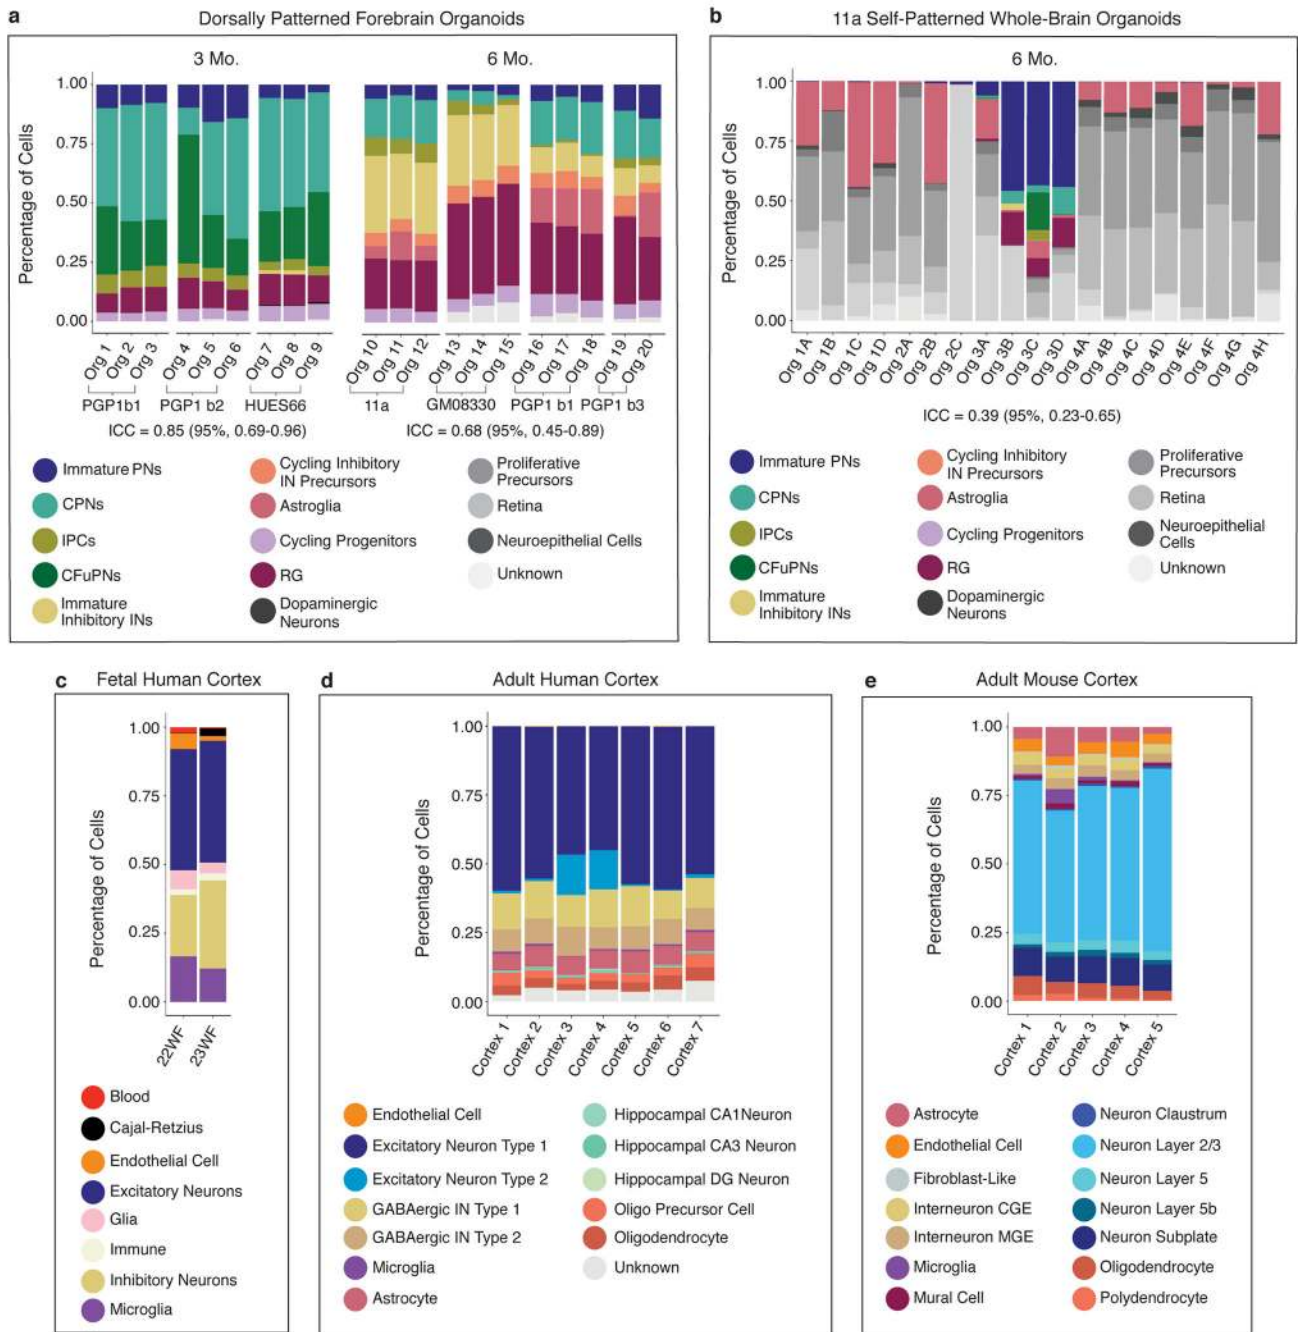 a Dorsally Patterned Forebrain Organoids
3 Mo.
6 Mo.
Percentage of Cells
1.00
0.75
0.50
0.25
0.00
Org 1
Org 2
Org 3
Org 4
Org 5
Org 6
Org 7
Org 8
Org 9
Org 10
Org 11
Org 12
Org 13
Org 14
Org 15
Org 16
Org 17
Org 18
Org 19
Org 20
PGP1b1
PGP1 b2
HUES66
11a
GM08330
PGP1 b1
PGP1 b3
ICC = 0.85 (95%, 0.69-0.96)
ICC = 0.68 (95%, 0.45-0.89)
Immature PNs
CPNs
IPCs
CFuPNs
Immature
Inhibitory INs
Cycling Inhibitory
IN Precursors
Astroglia
Cycling Progenitors
RG
Dopaminergic
Neurons
Proliferative
Precursors
Retina
Neuroepithelial Cells
Unknown
b 11a Self-Patterned Whole-Brain Organoids
6 Mo.
Percentage of Cells
1.00
0.75
0.50
0.25
0.00
Org 1A
Org 1B
Org 1C
Org 1D
Org 2A
Org 2B
Org 2C
Org 3A
Org 3B
Org 3C
Org 3D
Org 4A
Org 4B
Org 4C
Org 4D
Org 4E
Org 4F
Org 4G
Org 4H
ICC = 0.39 (95%, 0.23-0.65)
Immature PNs
CPNs
IPCs
CFuPNs
Immature
Inhibitory INs
Cycling Inhibitory
IN Precursors
Astroglia
Cycling Progenitors
RG
Dopaminergic
Neurons
Proliferative
Precursors
Retina
Neuroepithelial
Cells
Unknown
c Fetal Human Cortex
Percentage of Cells
1.00
0.75
0.50
0.25
0.00
22WF
23WF
Blood
Cajal-Retzius
Endothelial Cell
Excitatory Neurons
Glia
Immune
Inhibitory Neurons
Microglia
d Adult Human Cortex
Percentage of Cells
1.00
0.75
0.50
0.25
0.00
Cortex 1
Cortex 2
Cortex 3
Cortex 4
Cortex 5
Cortex 6
Cortex 7
Endothelial Cell
Excitatory Neuron Type 1
Excitatory Neuron Type 2
GABAergic IN Type 1
GABAergic IN Type 2
Microglia
Astrocyte
Hippocampal CA1Neuron
Hippocampal CA3 Neuron
Hippocampal DG Neuron
Oligo Precursor Cell
Oligodendrocyte
Unknown
e Adult Mouse Cortex
Percentage of Cells
1.00
0.75
0.50
0.25
0.00
Cortex 1
Cortex 2
Cortex 3
Cortex 4
Cortex 5
Astrocyte
Endothelial Cell
Fibroblast-Like
Interneuron CGE
Interneuron MGE
Microglia
Mural Cell
Neuron Claustrum
Neuron Layer 2/3
Neuron Layer 5
Neuron Layer 5b
Neuron Subplate
Oligodendrocyte
Polydendrocyte